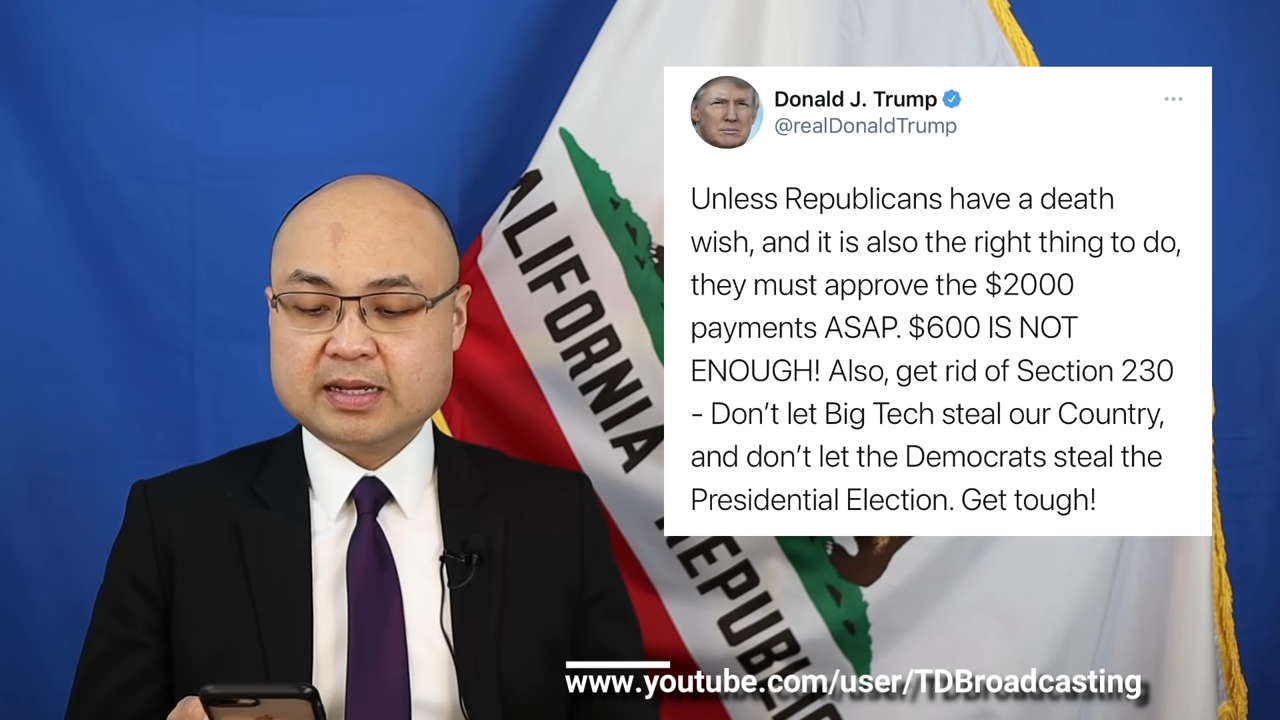 Donald J. Trump
@realDonaldTrump
Unless Republicans have a death
wish, and it is also the right thing to do,
they must approve the $2000
payments ASAP. $600 IS NOT
ENOUGH! Also, get rid of Section 230
- Don’t let Big Tech steal our Country,
and don’t let the Democrats steal the
Presidential Election. Get tough!
ALIFORNIA REPUBLIC
www.youtube.com/user/TDBroadcasting